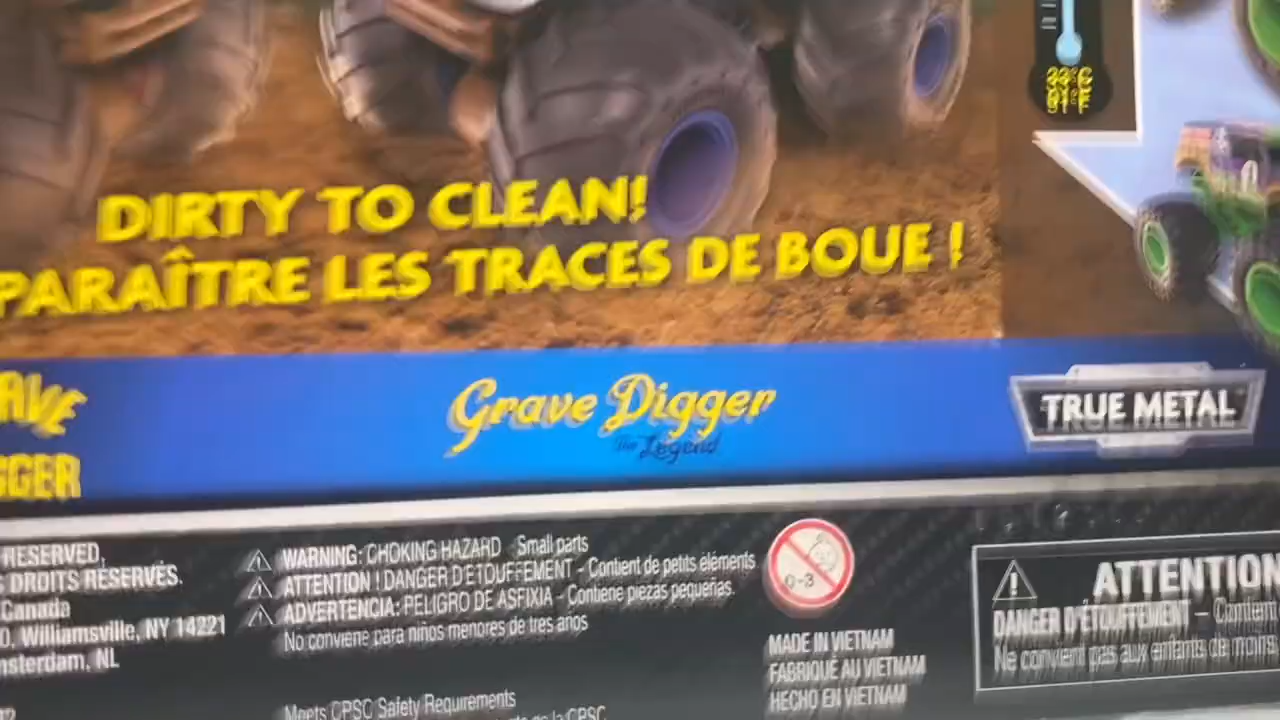 DIRTY TO CLEAN!
PARAÎTRE LES TRACES DE BOUE !
Grave Digger
the Legend
TRUE METAL
GGER
RESERVED,
DROITS RÉSERVÉS.
Canada
Williamsville, NY 14221
NL
WARNING: CHOKING HAZARD - Small parts
ATTENTION ! DANGER D'ÉTOUFFEMENT - Contient de petits éléments
ADVERTENCIA: PELIGRO DE ASFIXIA - Contiene piezas pequeñas.
No conviene para niños menores de tres años
Meets CPSC Safety Requirements
0-3
MADE IN VIETNAM
FABRIQUÉ AU VIETNAM
HECHO EN VIETNAM
ATTENTION
DANGER D'ÉTOUFFEMENT – Contient
Ne convient pas aux enfants de moins